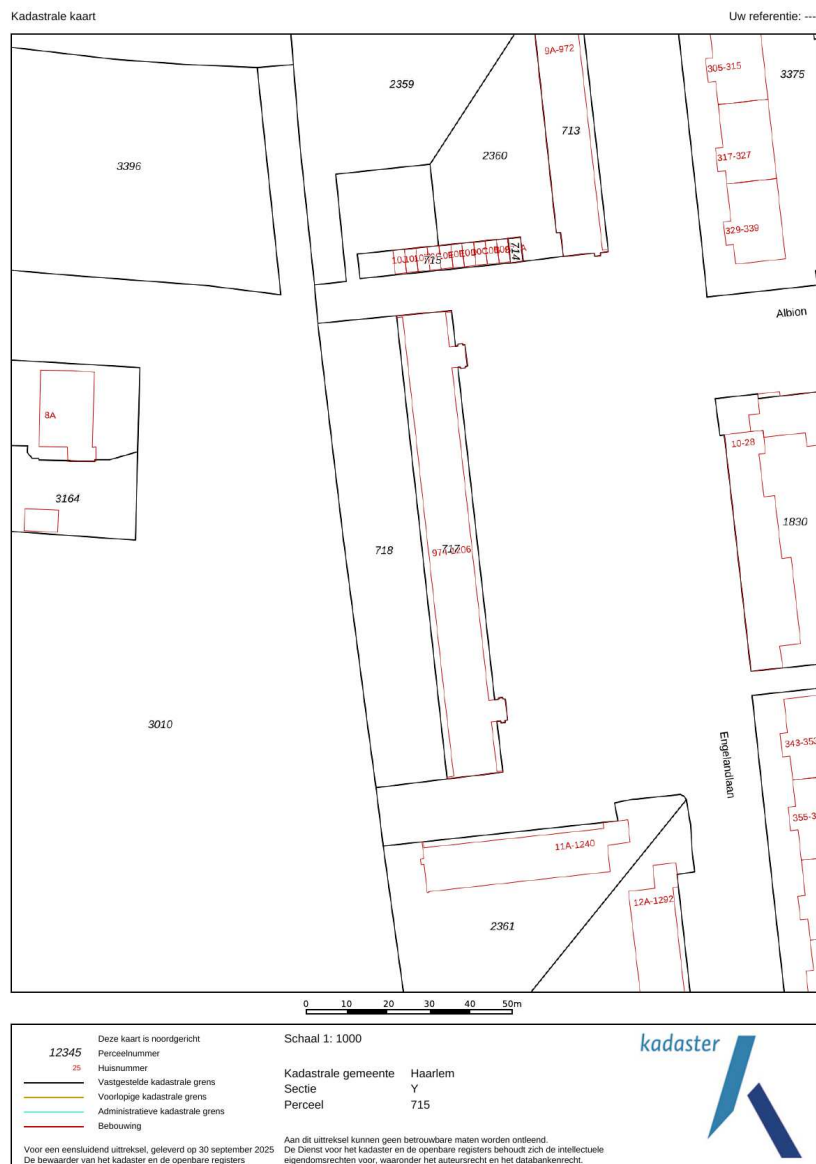 Kadastrale kaart
Uw referentie: ---
9A-972
305-315
3375
2359
713
3396
2360
317-327
329-339
715
714
Albion
8A
10-28
3164
718
717
974-1206
1830
3010
Engelandlaan
343-353
355-3
11A-1240
12A-1292
2361
0 10 20 30 40 50m
Deze kaart is noordgericht
12345 Perceelnummer
25 Huisnummer
Vastgestelde kadastrale grens
Voorlopige kadastrale grens
Administratieve kadastrale grens
Bebouwing
Voor een eensluidend uittreksel, geleverd op 30 september 2025
De bewaarder van het kadaster en de openbare registers
Schaal 1: 1000
Kadastrale gemeente Haarlem
Sectie Y
Perceel 715
Aan dit uittreksel kunnen geen betrouwbare maten worden ontleend.
De Dienst voor het kadaster en de openbare registers behoudt zich de intellectuele
eigendomsrechten voor, waaronder het auteursrecht en het databankenrecht.
kadaster